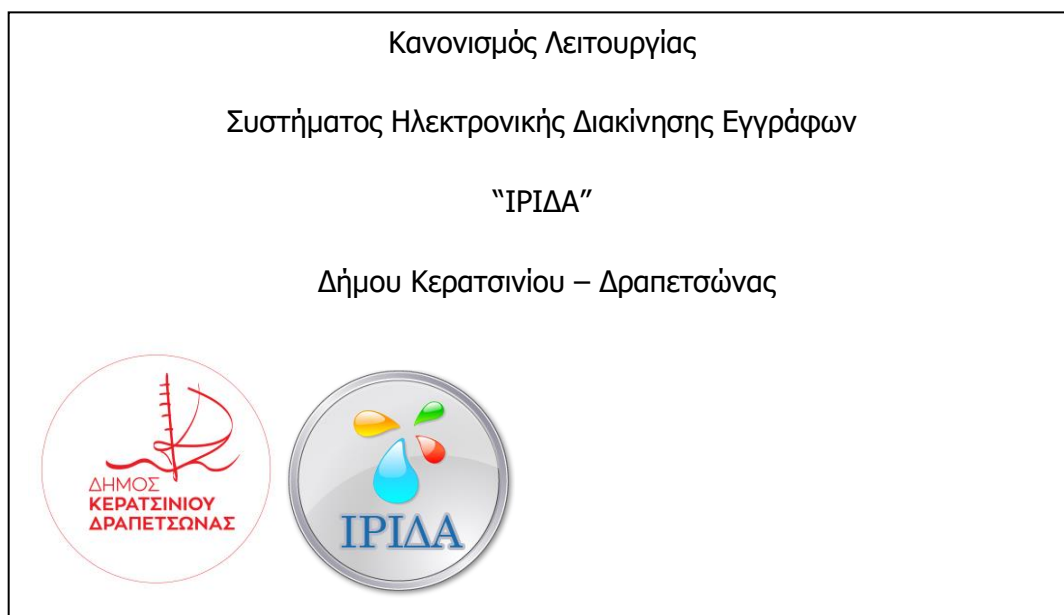 Κανονισμός Λειτουργίας
Συστήματος Ηλεκτρονικής Διακίνησης Εγγράφων
“ΙΡΙΔΑ”
Δήμου Κερατσινίου – Δραπετσώνας
ΔΗΜΟΣ
ΚΕΡΑΤΣΙΝΙΟΥ
ΔΡΑΠΕΤΣΩΝΑΣ
ΙΡΙΔΑ